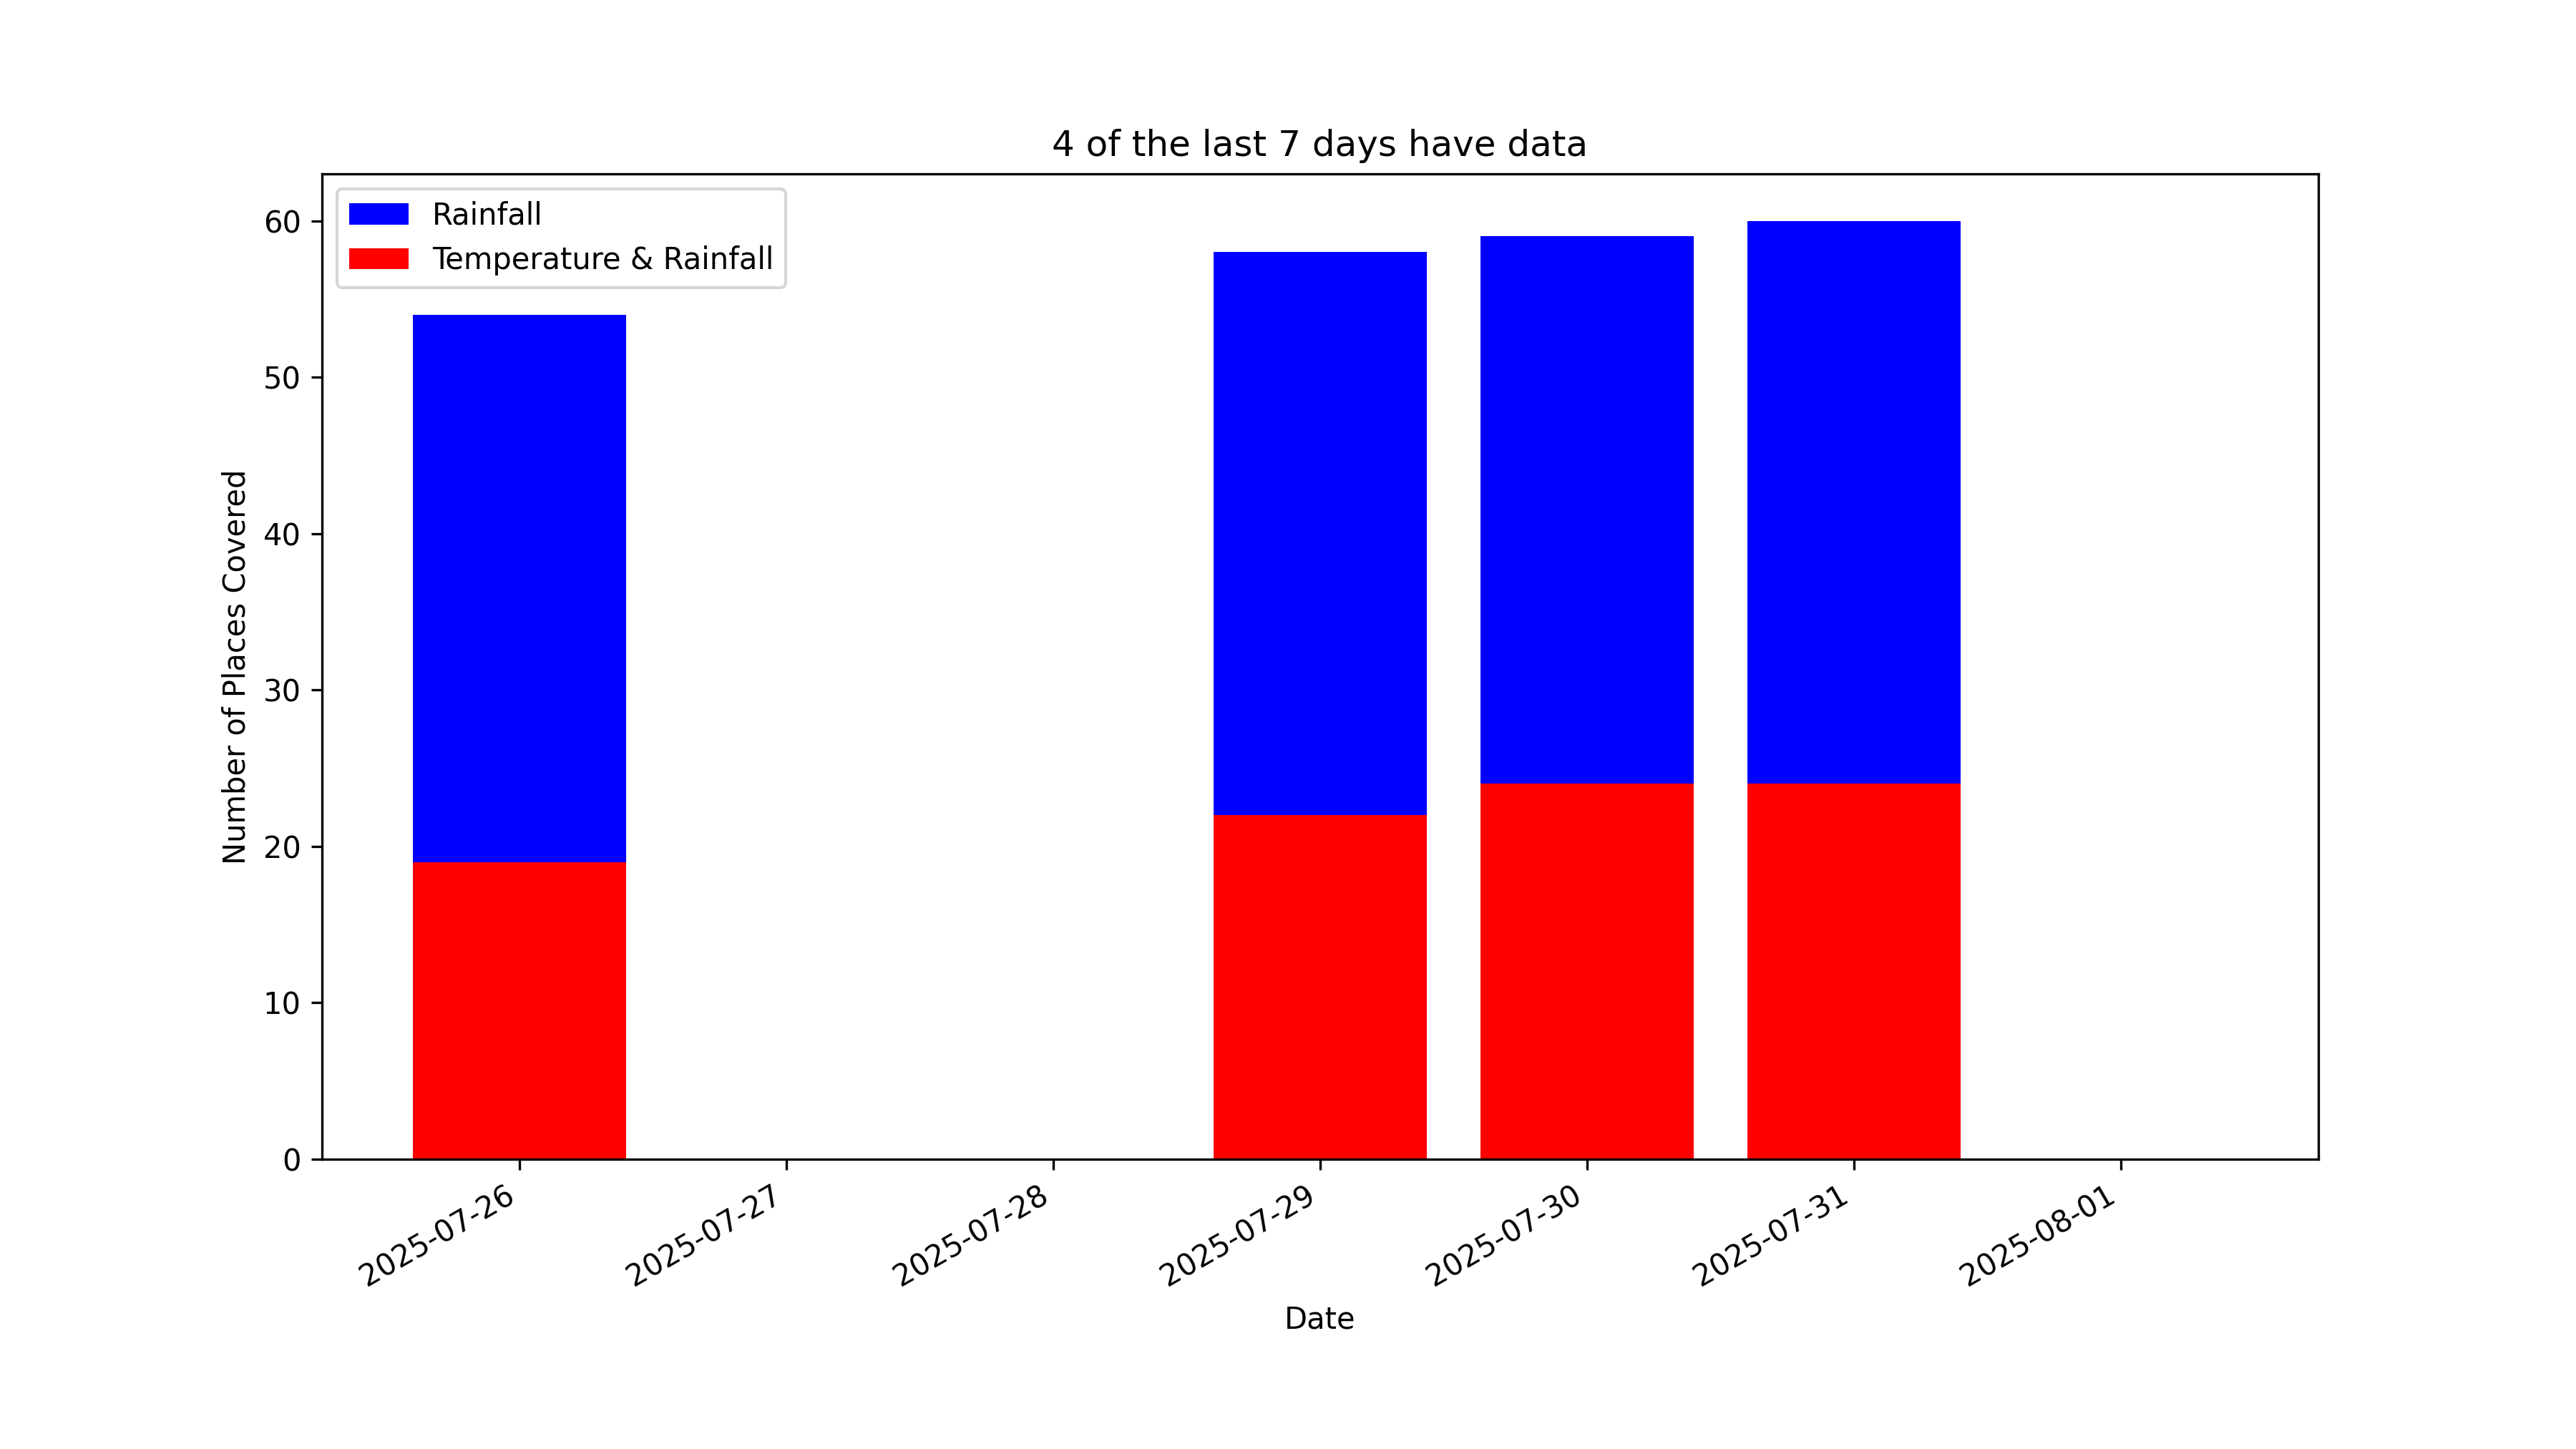 4 of the last 7 days have data
Rainfall
Temperature & Rainfall
Number of Places Covered
60
50
40
30
20
10
0
2025-07-26
2025-07-27
2025-07-28
2025-07-29
2025-07-30
2025-07-31
2025-08-01
Date